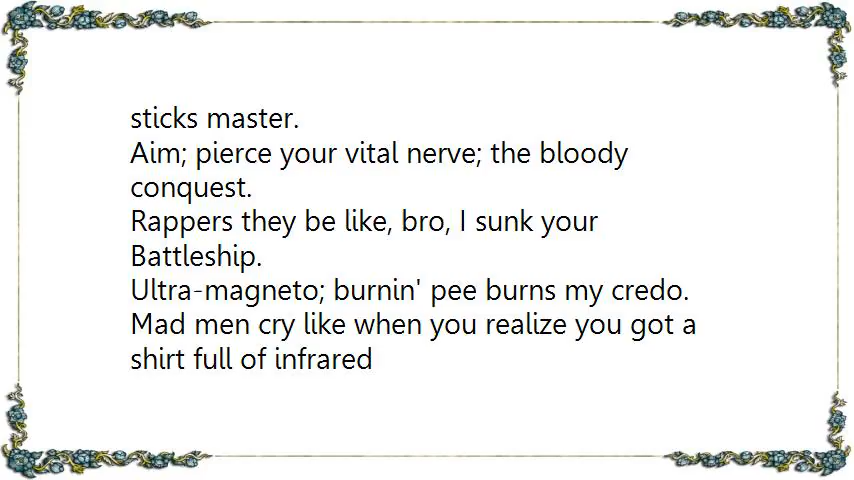 sticks master.
Aim; pierce your vital nerve; the bloody
conquest.
Rappers they be like, bro, I sunk your
Battleship.
Ultra-magneto; burnin' pee burns my credo.
Mad men cry like when you realize you got a
shirt full of infrared